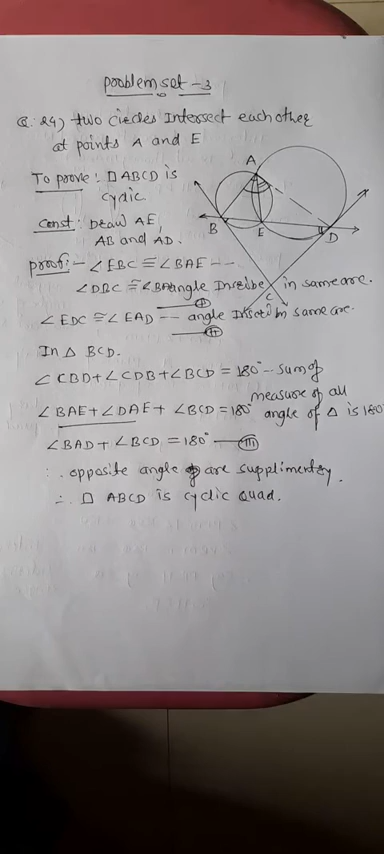 problem set -3
Q. 24) two circles Intersect each other
at points A and E
To prove: □ ABCD is
cyclic
const: Draw AE,
AB and AD.
A
B
E
D
C
proof:- ∠EBC ≅ ∠BAE --
∠DBC ≅ ∠BAE angle Inscribe in same arc.
I
∠EDC ≅ ∠EAD -- angle in same arc.
II
In △ BCD.
∠CBD + ∠CDB + ∠BCD = 180° -- sum of
measure of all
∠BAE + ∠DAE + ∠BCD = 180° angle of △ is 180°
∠BAD + ∠BCD = 180° — III
∴ opposite angle are supplimentry.
∴ □ ABCD is cyclic Quad.